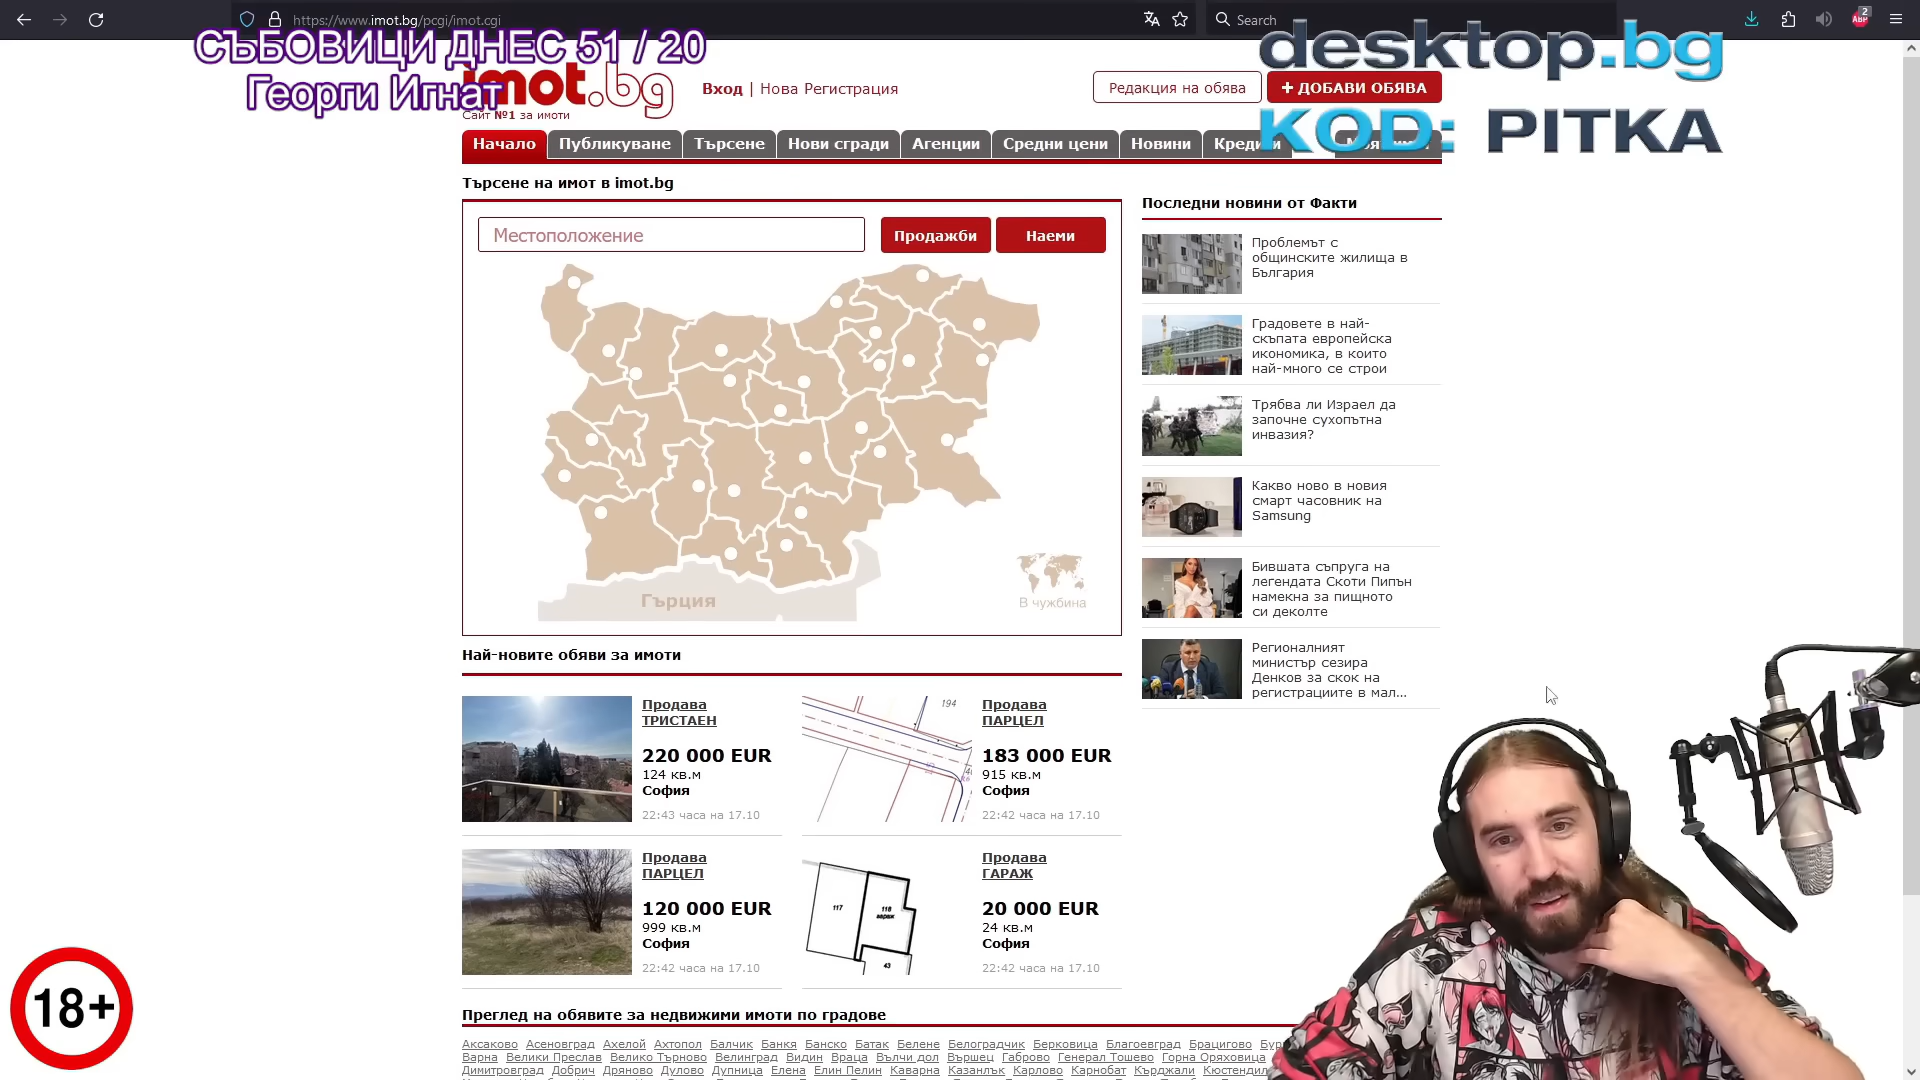 https://www.imot.bg/pcgi/imot.cgi
Search
2
СЪБОВИЦИ ДНЕС 51 / 20
Георги Игнат
desktop.bg
KOD: PITKA
imot.bg
Сайт №1 за имоти
Вход | Нова Регистрация
Редакция на обява
+ ДОБАВИ ОБЯВА
Начало
Публикуване
Търсене
Нови сгради
Агенции
Средни цени
Новини
Търсене на имот в imot.bg
Местоположение
Продажби
Наеми
Гърция
В чужбина
Последни новини от Факти
Проблемът с
общинските жилища в
България
Градовете в най-
скъпата европейска
икономика, в които
най-много се строи
Трябва ли Израел да
започне сухопътна
инвазия?
Какво ново в новия
смарт часовник на
Samsung
Бившата съпруга на
легендата Скоти Пипън
намекна за пищното
си деколте
Регионалният
министър сезира
Денков за скок на
регистрациите в мал...
Най-новите обяви за имоти
Продава
ТРИСТАЕН
220 000 EUR
124 кв.м
София
22:43 часа на 17.10
194
Продава
ПАРЦЕЛ
183 000 EUR
915 кв.м
София
22:42 часа на 17.10
Продава
ПАРЦЕЛ
120 000 EUR
999 кв.м
София
22:42 часа на 17.10
117
118
гараж
43
Продава
ГАРАЖ
20 000 EUR
24 кв.м
София
22:42 часа на 17.10
18+
Преглед на обявите за недвижими имоти по градове
Аксаково Асеновград Ахелой Ахтопол Балчик Банкя Банско Батак Белене Белоградчик Берковица Благоевград Брацигово
Варна Велики Преслав Велико Търново Велинград Видин Враца Вълчи дол Вършец Габрово Генерал Тошево Горна Оряховица
Димитровград Добрич Дряново Дулово Дупница Елена Елин Пелин Каварна Казанлък Карлово Карнобат Кърджали